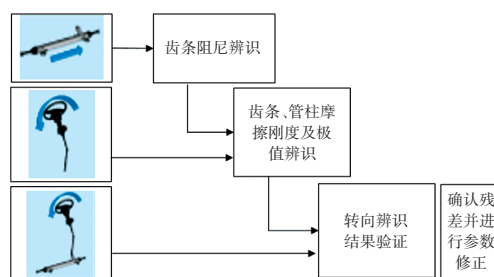 齿条阻尼辨识
齿条、管柱摩
擦刚度及极
值辨识
转向辨识
结果验证
确认残
差并进
行参数
修正